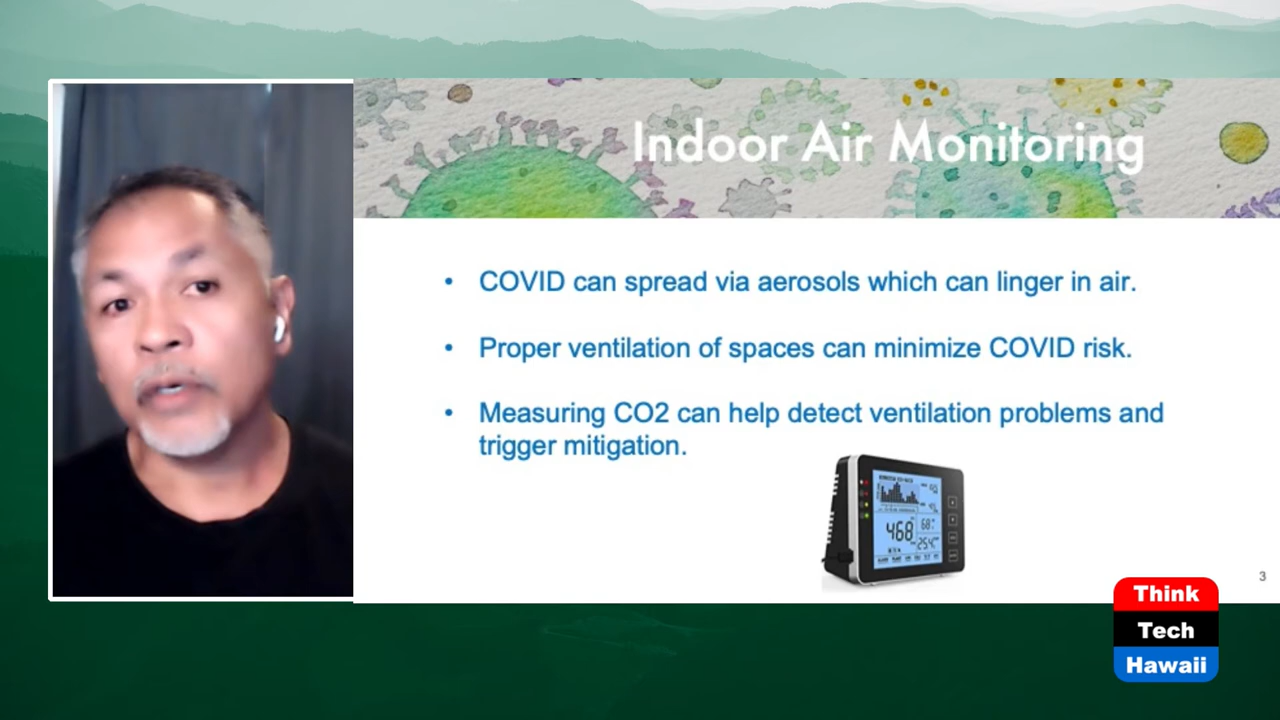 Indoor Air Monitoring
• COVID can spread via aerosols which can linger in air.
• Proper ventilation of spaces can minimize COVID risk.
• Measuring CO2 can help detect ventilation problems and
trigger mitigation.
468
68
3
Think
Tech
Hawaii